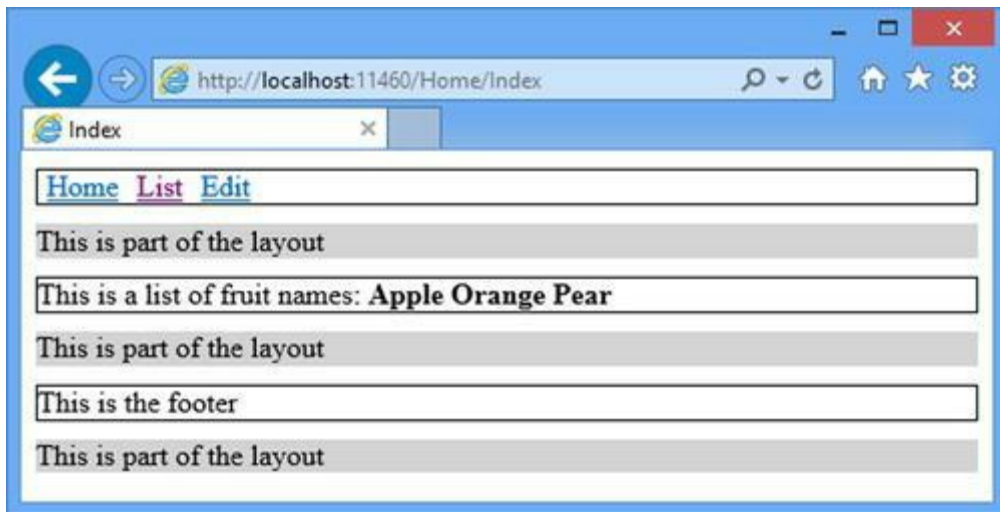 http://localhost:11460/Home/Index
Index
Home List Edit
This is part of the layout
This is a list of fruit names: Apple Orange Pear
This is part of the layout
This is the footer
This is part of the layout